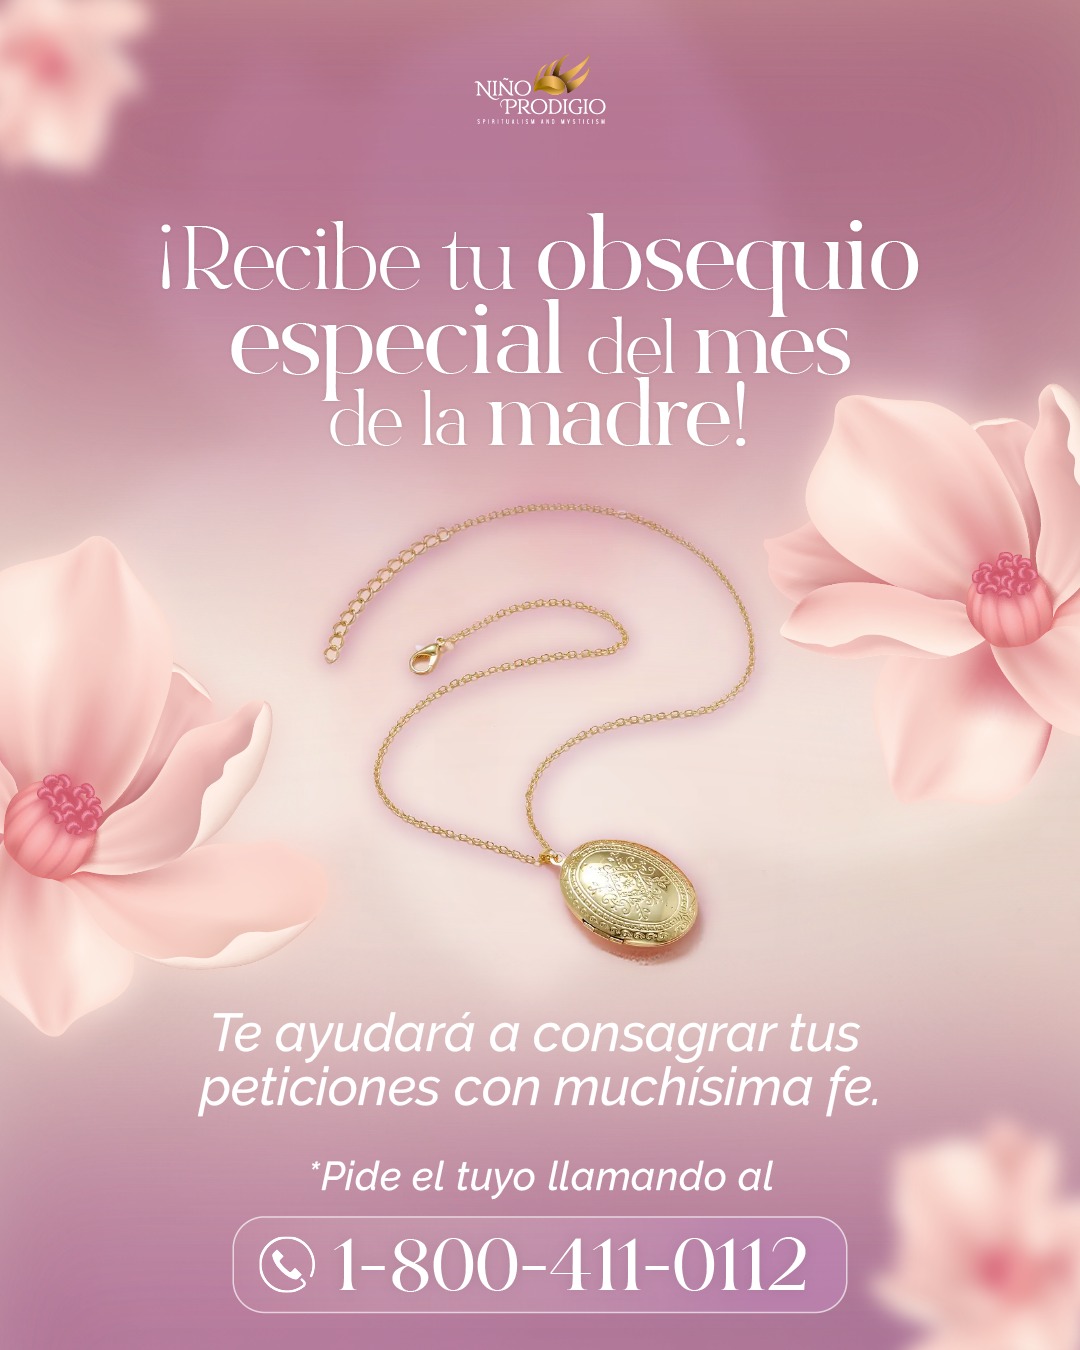 NIÑO
PRODIGIO
SPIRITUALISM AND MYSTICISM
¡Recibe tu obsequio
especial del mes
de la madre!
Te ayudará a consagrar tus
peticiones con muchísima fe.
*Pide el tuyo llamando al
1-800-411-0112